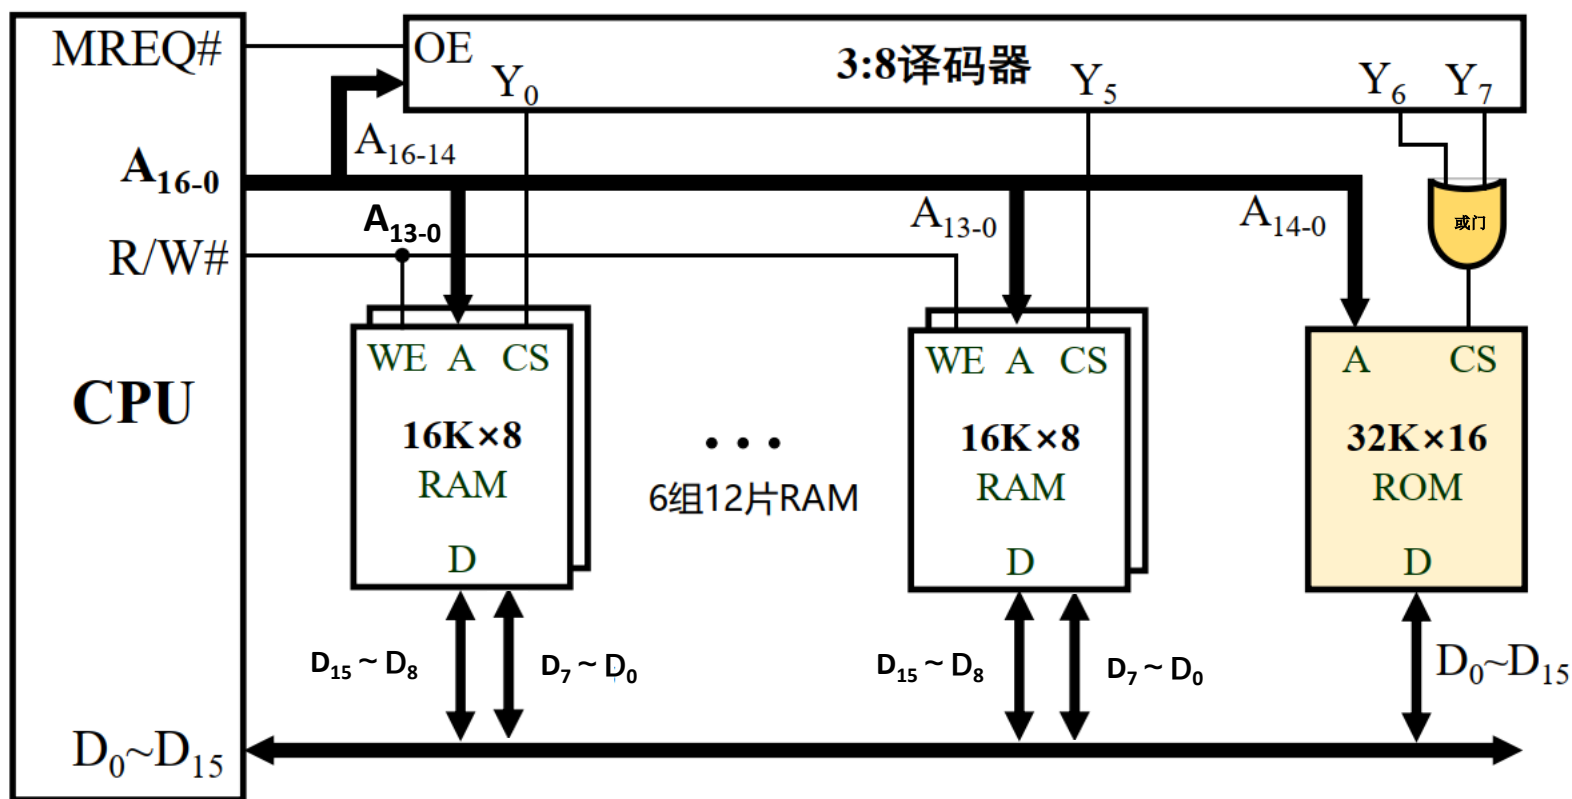 MREQ#
OE
Y₀
3:8译码器
Y₅
Y₆
Y₇
A₁₆₋₁₄
A₁₆₋₀
A₁₃₋₀
A₁₃₋₀
A₁₄₋₀
或门
R/W#
CPU
WE A CS
16K×8
RAM
D
• • •
6组12片RAM
WE A CS
16K×8
RAM
D
A CS
32K×16
ROM
D
D₁₅ ~ D₈
D₇ ~ D₀
D₁₅ ~ D₈
D₇ ~ D₀
D₀~D₁₅
D₀~D₁₅